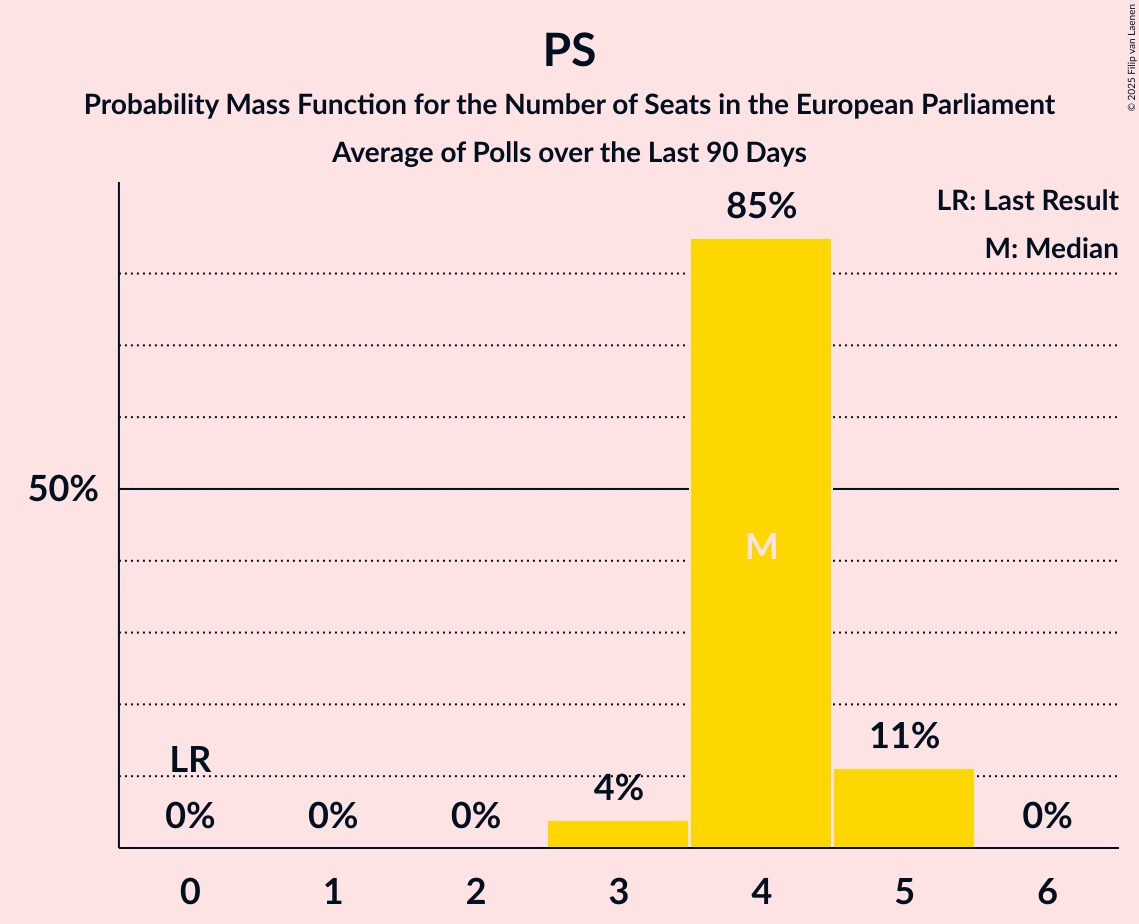 PS
Probability Mass Function for the Number of Seats in the European Parliament
Average of Polls over the Last 90 Days
© 2025 Filip van Laenen
LR: Last Result
M: Median
85%
50%
M
11%
LR
4%
0%
0%
0%
0%
0 1 2 3 4 5 6